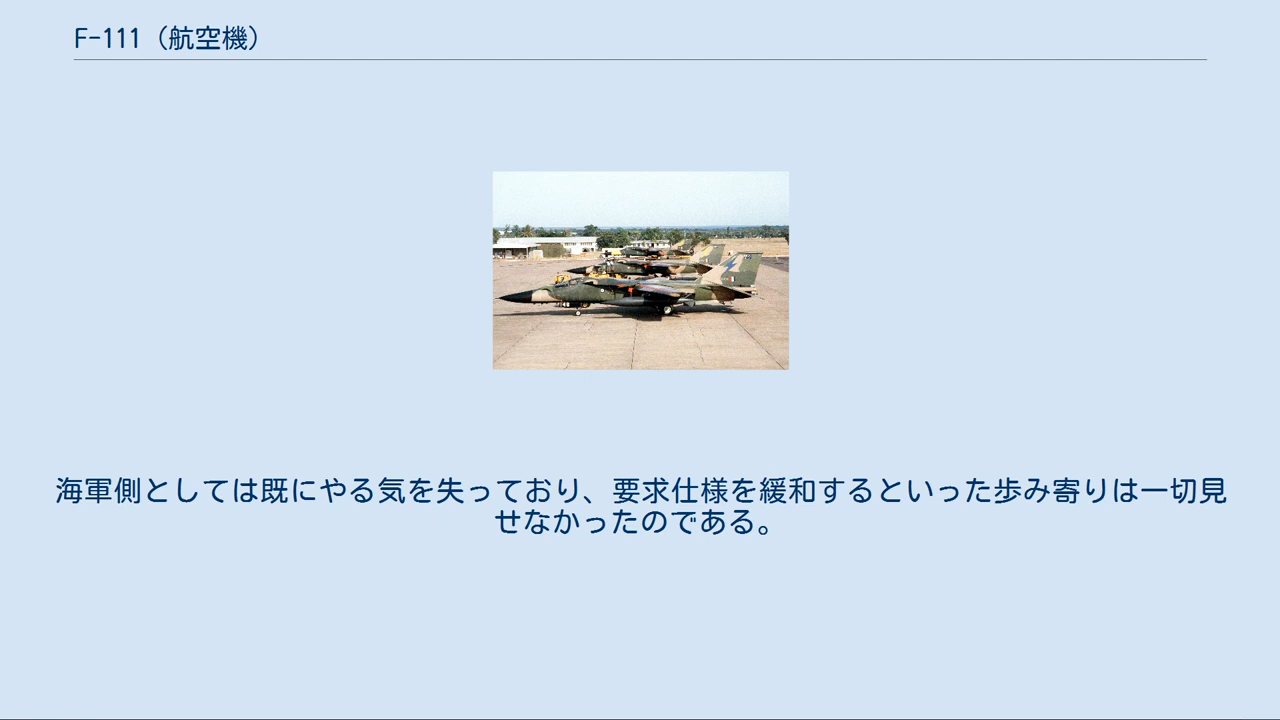 F-111（航空機）
海軍側としては既にやる気を失っており、要求仕様を緩和するといった歩み寄りは一切見
せなかったのである。